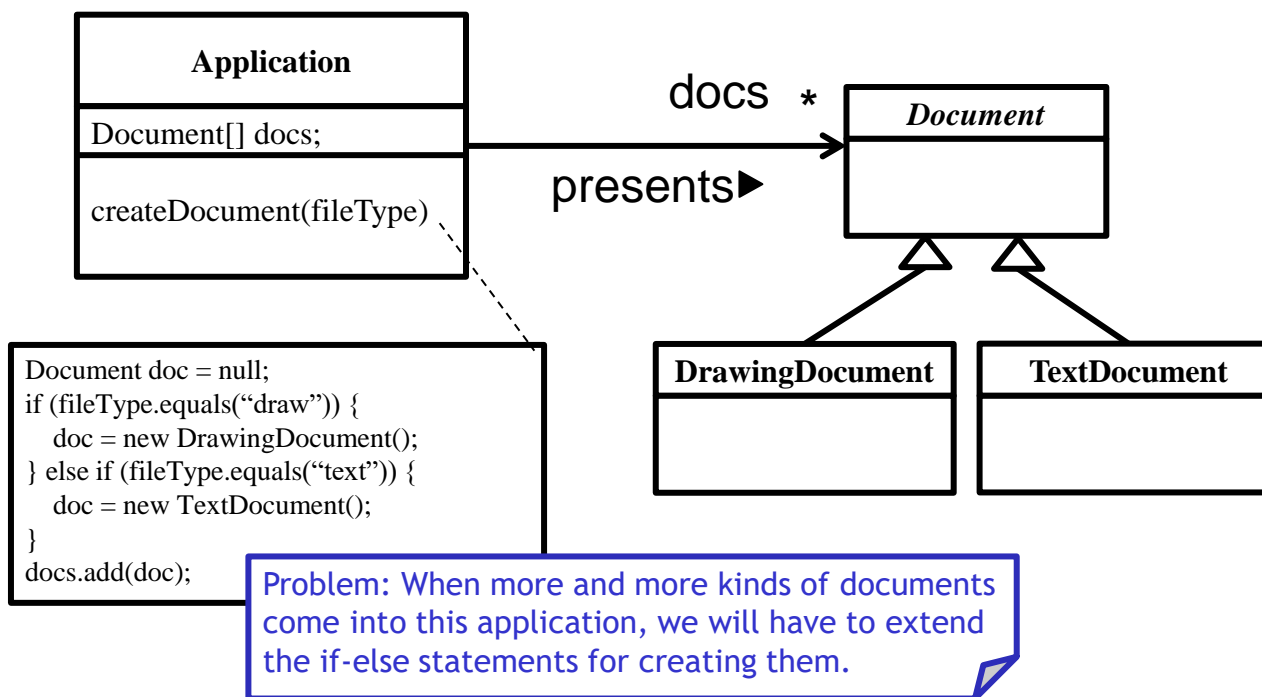 Application
Document[] docs;
createDocument(fileType)
docs *
presents▶
Document
DrawingDocument
TextDocument
Document doc = null;
if (fileType.equals(“draw”)) {
doc = new DrawingDocument();
} else if (fileType.equals(“text”)) {
doc = new TextDocument();
}
docs.add(doc);
Problem: When more and more kinds of documents
come into this application, we will have to extend
the if-else statements for creating them.